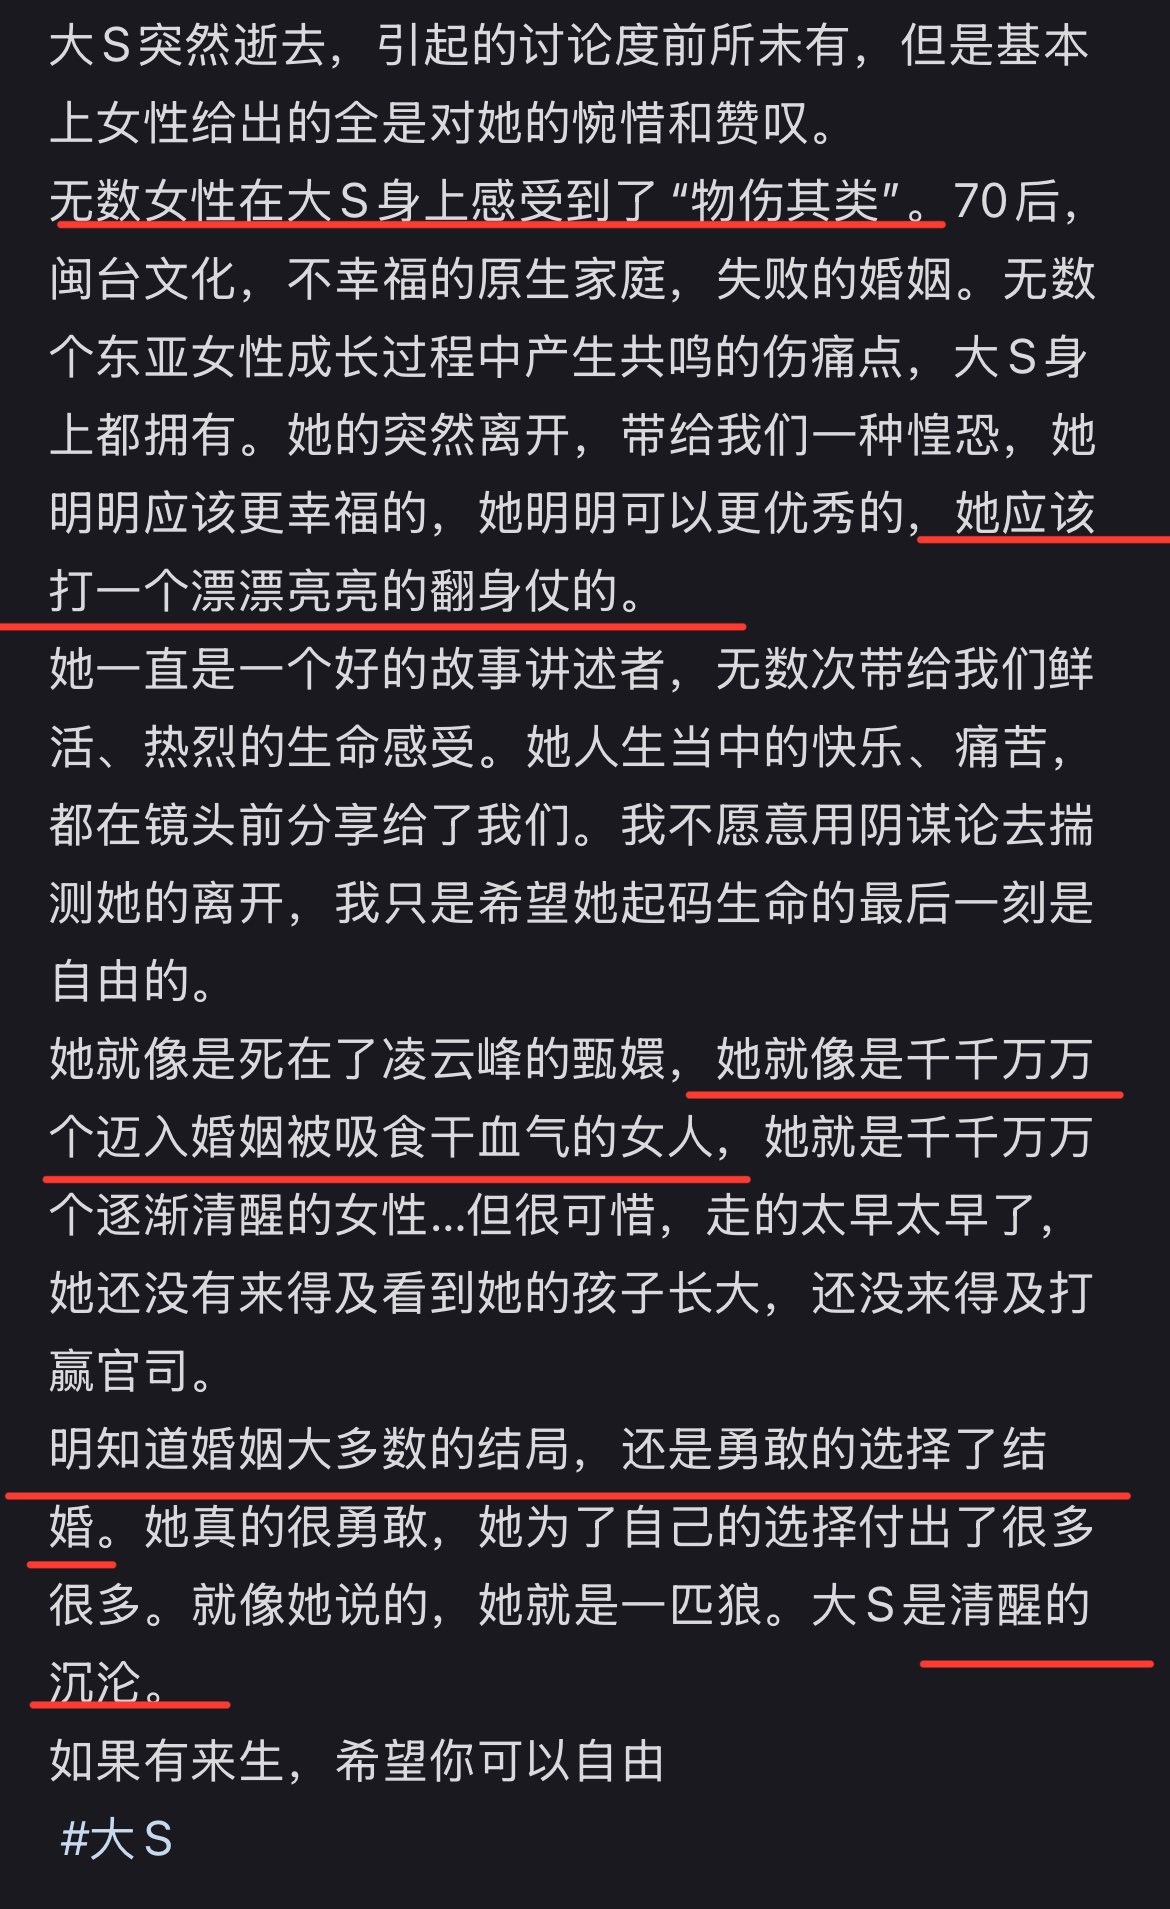 大S突然逝去，引起的讨论度前所未有，但是基本
上女性给出的全是对她的惋惜和赞叹。
无数女性在大S身上感受到了“物伤其类”。70后，
闽台文化，不幸福的原生家庭，失败的婚姻。无数
个东亚女性成长过程中产生共鸣的伤痛点，大S身
上都拥有。她的突然离开，带给我们一种惶恐，她
明明应该更幸福的，她明明可以更优秀的，她应该
打一个漂漂亮亮的翻身仗的。
她一直是一个好的故事讲述者，无数次带给我们鲜
活、热烈的生命感受。她人生当中的快乐、痛苦，
都在镜头前分享给了我们。我不愿意用阴谋论去揣
测她的离开，我只是希望她起码生命的最后一刻是
自由的。
她就像是死在了凌云峰的甄嬛，她就像是千千万万
个迈入婚姻被吸食干血气的女人，她就是千千万万
个逐渐清醒的女性...但很可惜，走的太早太早了，
她还没有来得及看到她的孩子长大，还没来得及打
赢官司。
明知道婚姻大多数的结局，还是勇敢的选择了结
婚。她真的很勇敢，她为了自己的选择付出了很多
很多。就像她说的，她就是一匹狼。大S是清醒的
沉沦。
如果有来生，希望你可以自由
#大S